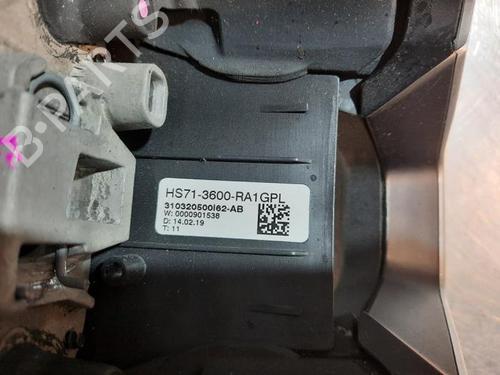 B-PARTS
HS71-3600-RA1GPL
310320500i62-AB
W: 0000901538
D: 14.02.19
T: 11